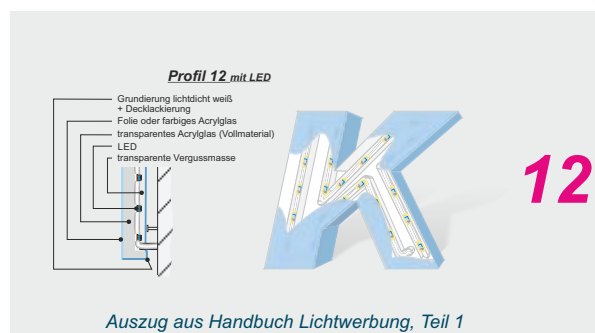 Profil 12 mit LED
Grundierung lichtdicht weiß
+ Decklackierung
Folie oder farbiges Acrylglas
transparentes Acrylglas (Vollmaterial)
LED
transparente Vergussmasse
12
Auszug aus Handbuch Lichtwerbung, Teil 1